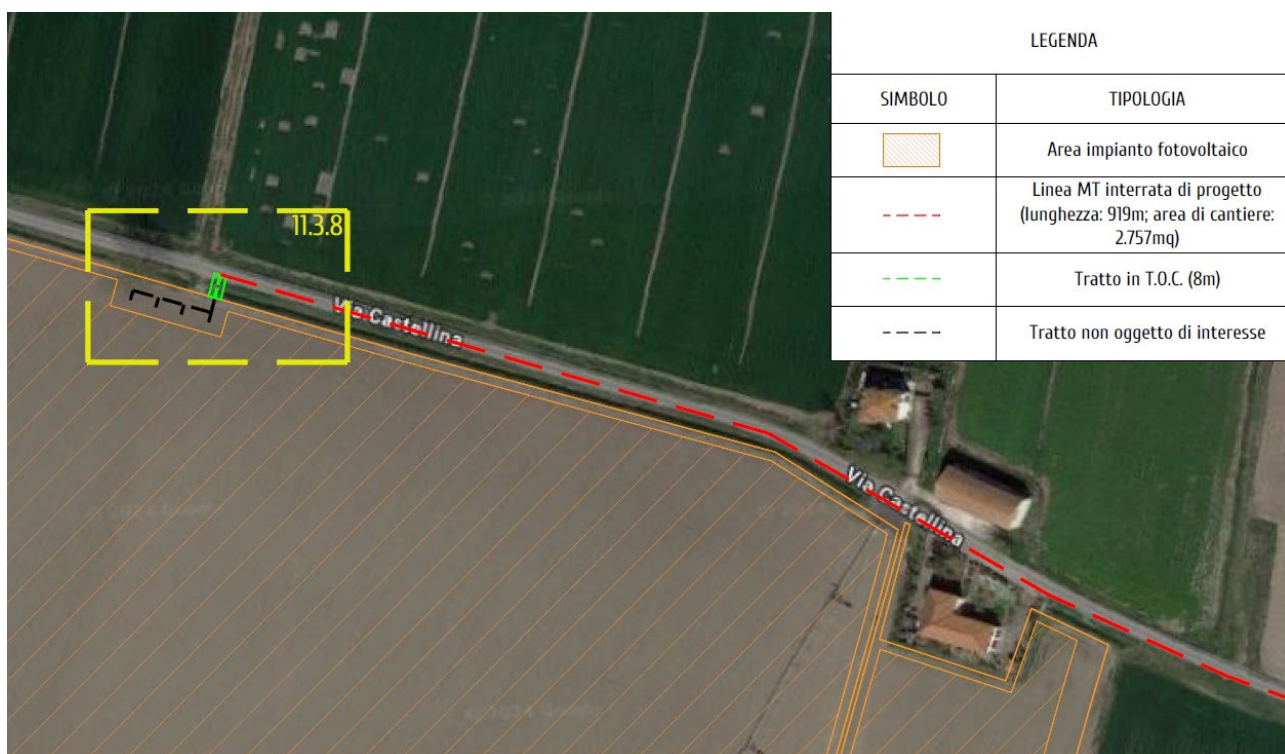 LEGENDA
SIMBOLO
TIPOLOGIA
Area impianto fotovoltaico
Linea MT interrata di progetto
(lunghezza: 919m; area di cantiere:
2.757mq)
Tratto in T.O.C. (8m)
Tratto non oggetto di interesse
11.3.8
Via Castellina
Via Castellina